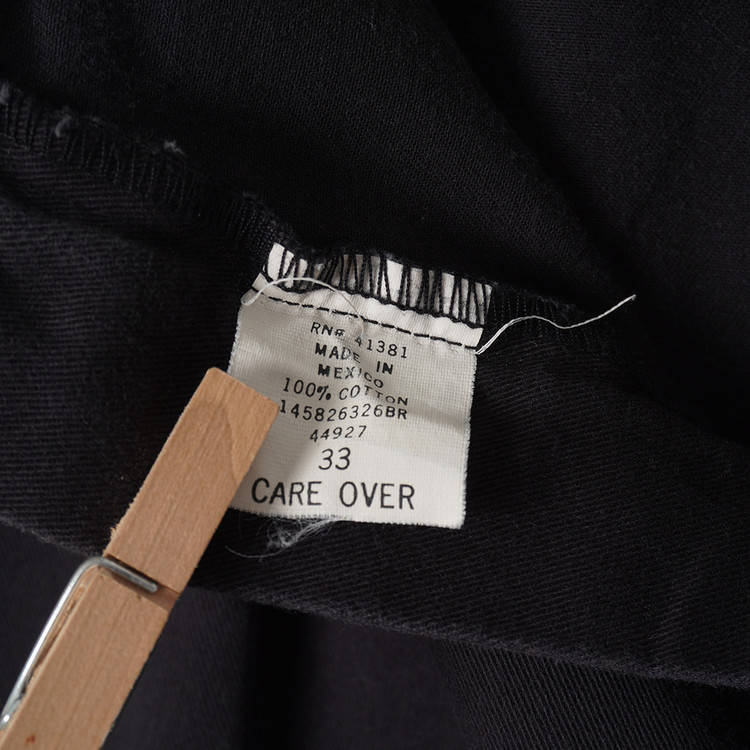 RN# 41381
MADE IN
MEXICO
100% COTTON
145826326BR
44927
33
CARE OVER